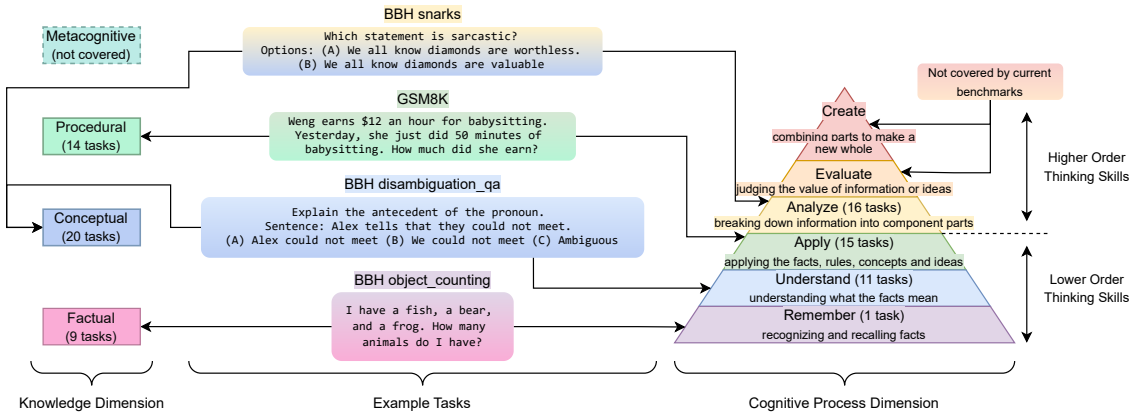 Metacognitive
(not covered)
Procedural
(14 tasks)
Conceptual
(20 tasks)
Factual
(9 tasks)
Knowledge Dimension
BBH snarks
Which statement is sarcastic?
Options: (A) We all know diamonds are worthless.
(B) We all know diamonds are valuable
GSM8K
Weng earns $12 an hour for babysitting.
Yesterday, she just did 50 minutes of
babysitting. How much did she earn?
BBH disambiguation_qa
Explain the antecedent of the pronoun.
Sentence: Alex tells that they could not meet.
(A) Alex could not meet (B) We could not meet (C) Ambiguous
BBH object_counting
I have a fish, a bear,
and a frog. How many
animals do I have?
Example Tasks
Not covered by current
benchmarks
Create
combining parts to make a
new whole
Evaluate
judging the value of information or ideas
Analyze (16 tasks)
breaking down information into component parts
Apply (15 tasks)
applying the facts, rules, concepts and ideas
Understand (11 tasks)
understanding what the facts mean
Remember (1 task)
recognizing and recalling facts
Cognitive Process Dimension
Higher Order
Thinking Skills
Lower Order
Thinking Skills